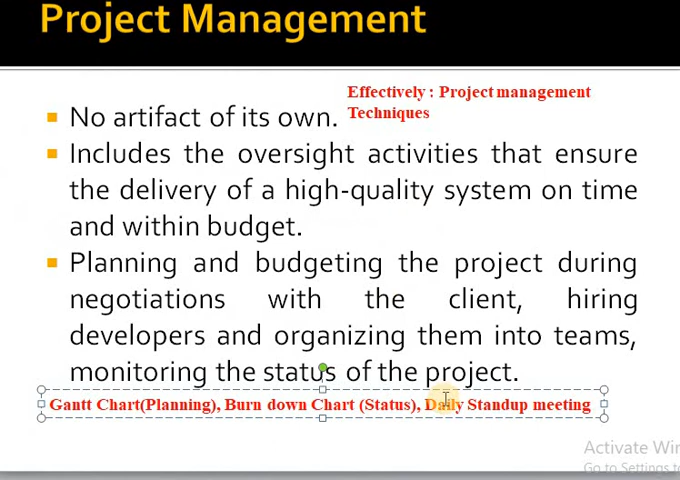 Project Management
Effectively : Project management
Techniques
No artifact of its own.
Includes the oversight activities that ensure
the delivery of a high-quality system on time
and within budget.
Planning and budgeting the project during
negotiations with the client, hiring
developers and organizing them into teams,
monitoring the status of the project.
Gantt Chart(Planning), Burn down Chart (Status), Daily Standup meeting
Activate Win
Go to Settings to